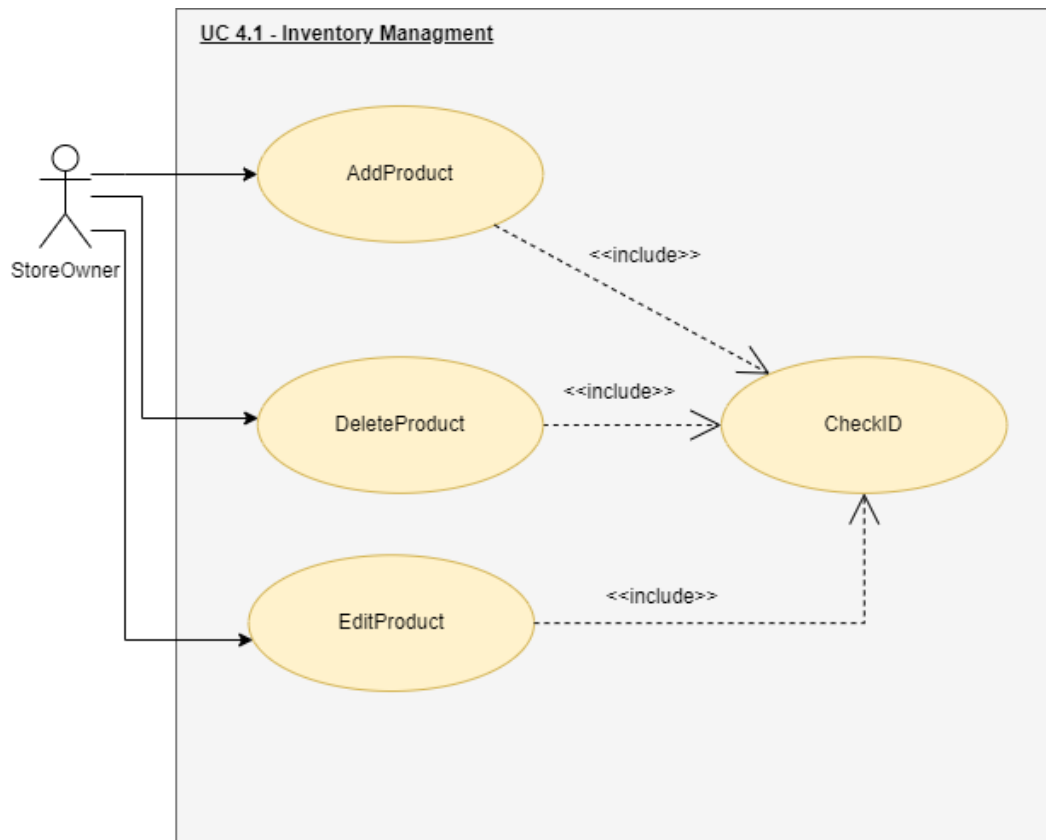 UC 4.1 - Inventory Managment
AddProduct
<<include>>
StoreOwner
<<include>>
DeleteProduct
CheckID
<<include>>
EditProduct